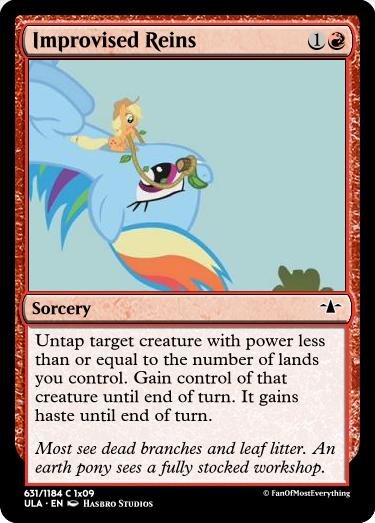 Improvised Reins 1
Sorcery
Untap target creature with power less
than or equal to the number of lands
you control. Gain control of that
creature until end of turn. It gains
haste until end of turn.
Most see dead branches and leaf litter. An
earth pony sees a fully stocked workshop.
631/1184 C 1x09
ULA • EN Hasbro Studios
© FanOfMostEverything